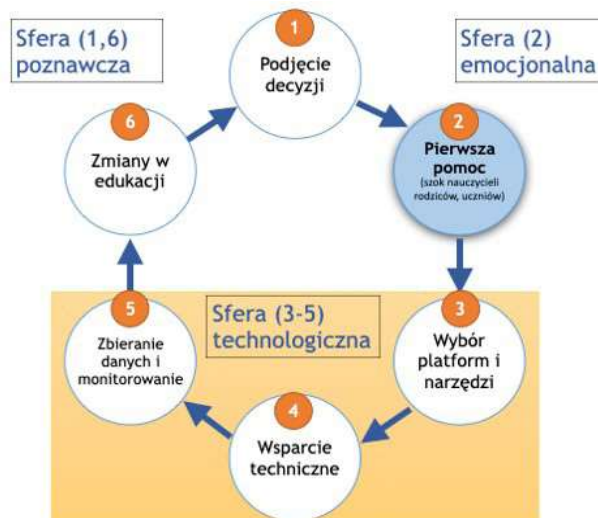 Sfera (1,6)
poznawcza
1
Podjęcie
decyzji
Sfera (2)
emocjonalna
2
Pierwsza
pomoc
(szok nauczycieli
rodziców, uczniów)
3
Wybór
platform i
narzędzi
Sfera (3-5)
technologiczna
4
Wsparcie
techniczne
5
Zbieranie
danych i
monitorowanie
6
Zmiany w
edukacji